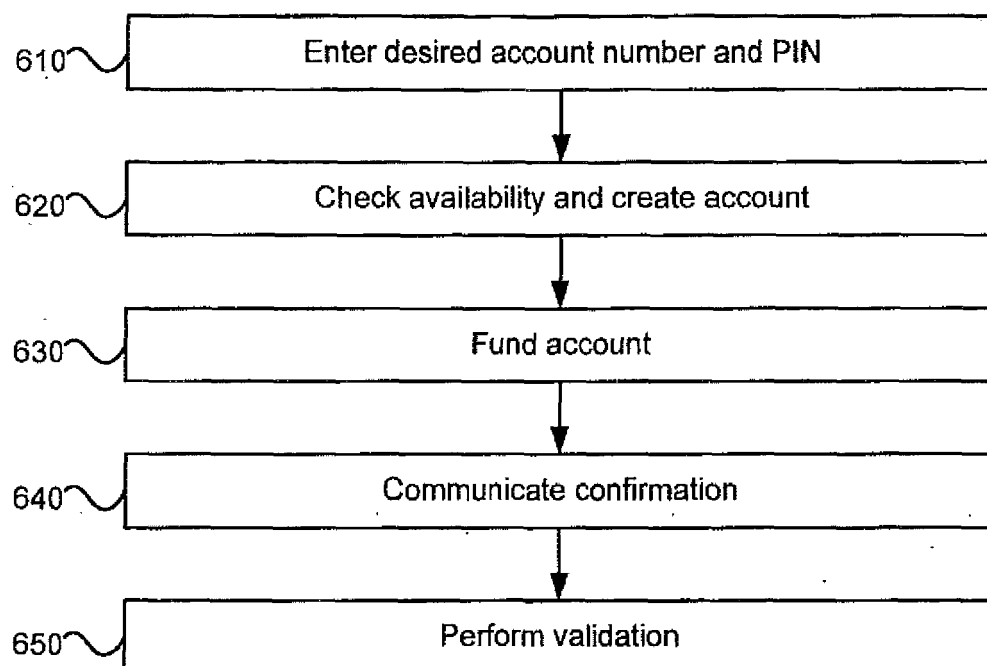 610 Enter desired account number and PIN
620 Check availability and create account
630 Fund account
640 Communicate confirmation
650 Perform validation